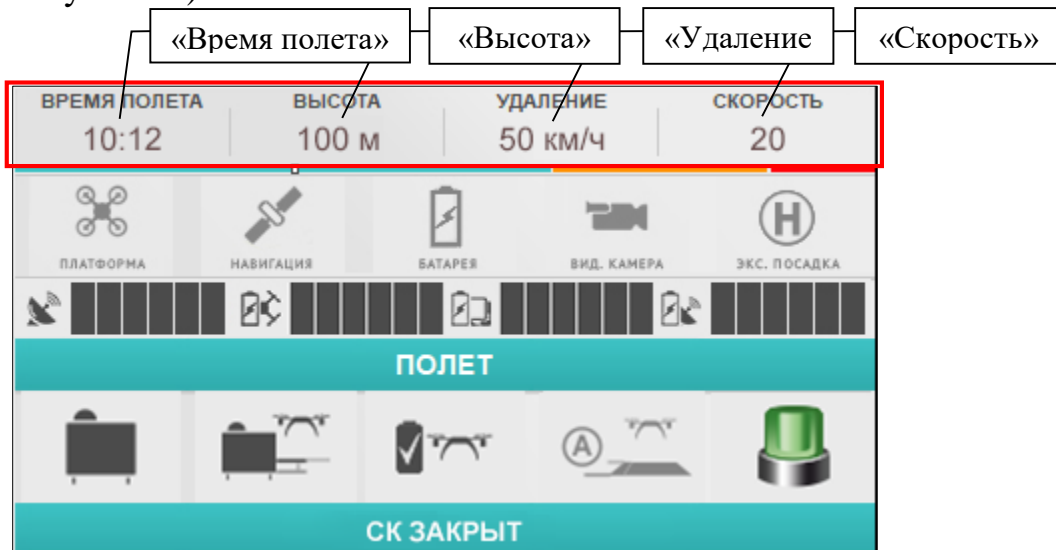 «Время полета» «Высота» «Удаление «Скорость»
ВРЕМЯ ПОЛЕТА ВЫСОТА УДАЛЕНИЕ СКОРОСТЬ
10:12 100 м 50 км/ч 20
ПЛАТФОРМА НАВИГАЦИЯ БАТАРЕЯ ВИД. КАМЕРА ЭКС. ПОСАДКА
ПОЛЕТ
СК ЗАКРЫТ